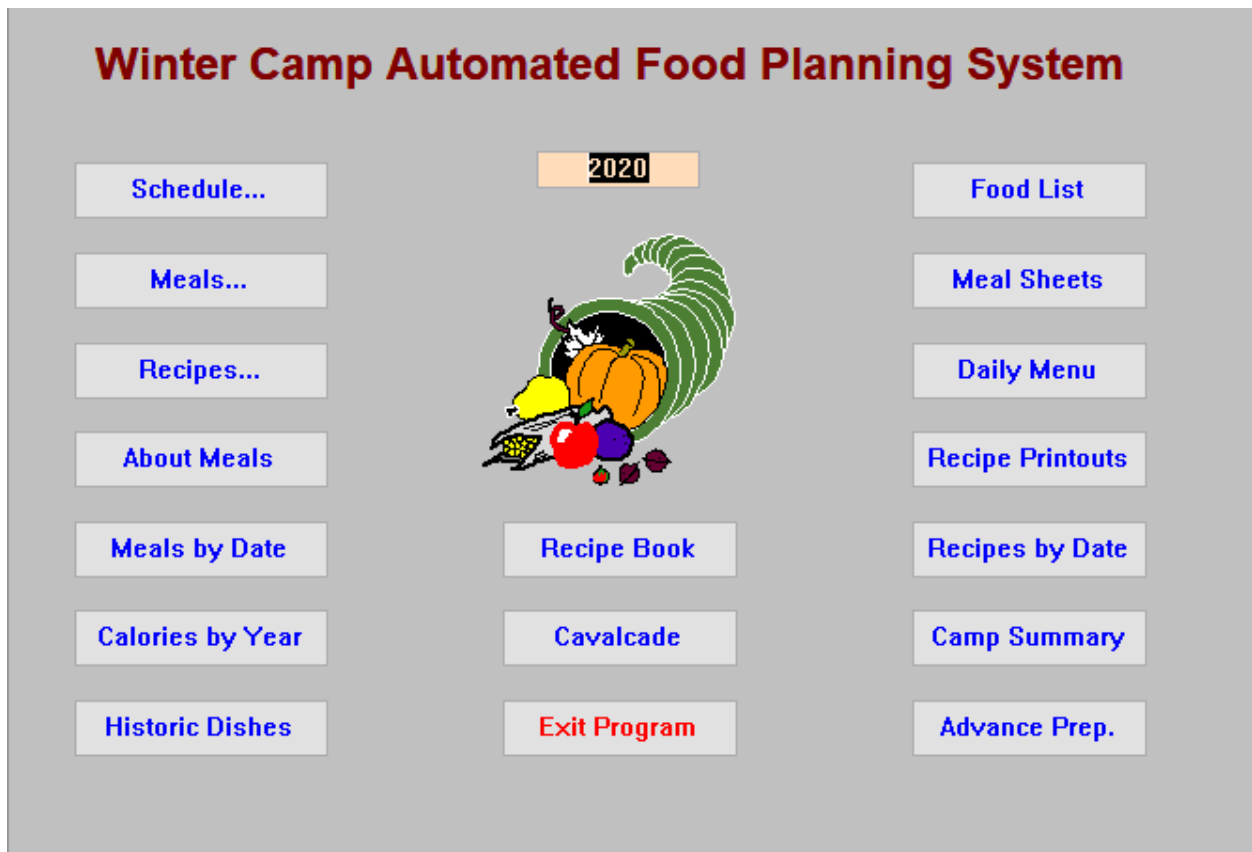 Winter Camp Automated Food Planning System
2020
Schedule...
Food List
Meals...
Meal Sheets
Recipes...
Daily Menu
About Meals
Recipe Printouts
Meals by Date
Recipe Book
Recipes by Date
Calories by Year
Cavalcade
Camp Summary
Historic Dishes
Exit Program
Advance Prep.